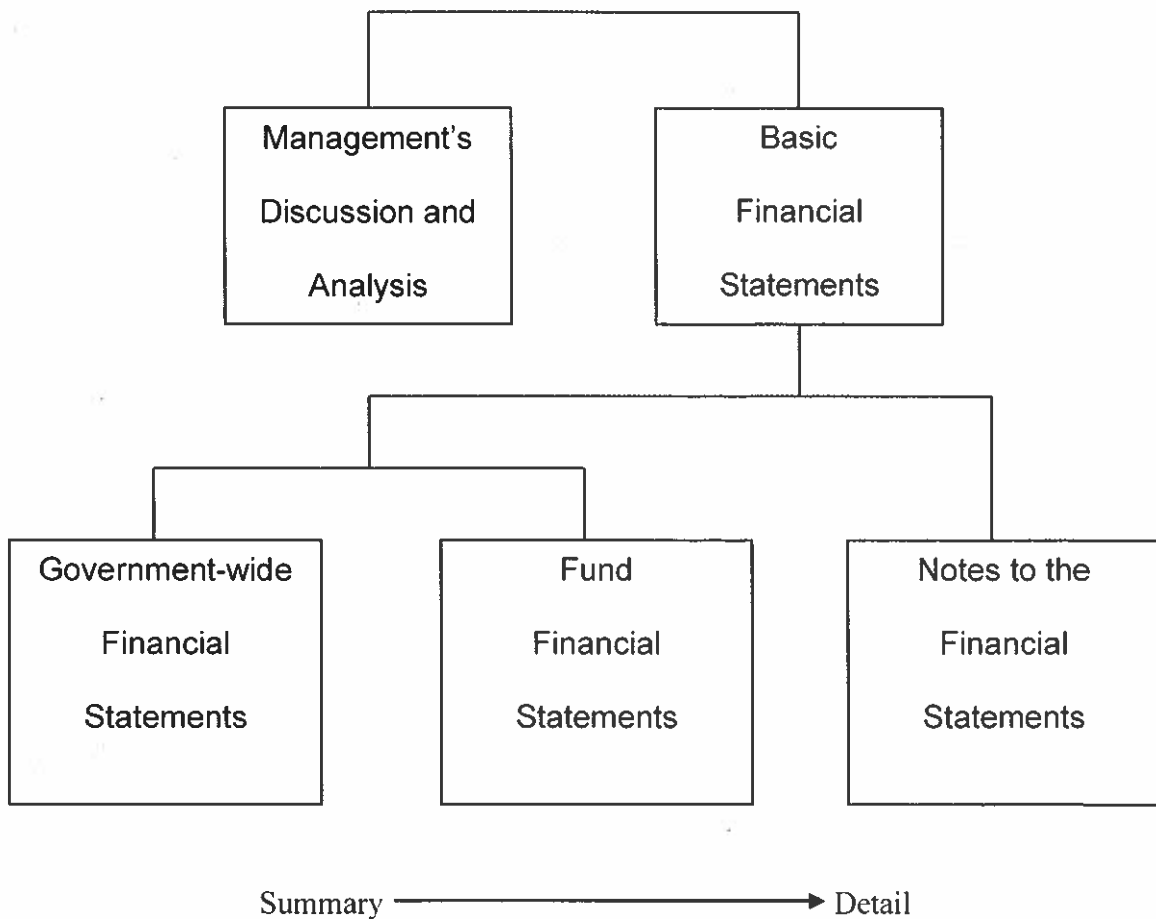 Management's
Discussion and
Analysis
Basic
Financial
Statements
Government-wide
Financial
Statements
Fund
Financial
Statements
Notes to the
Financial
Statements
Summary Detail